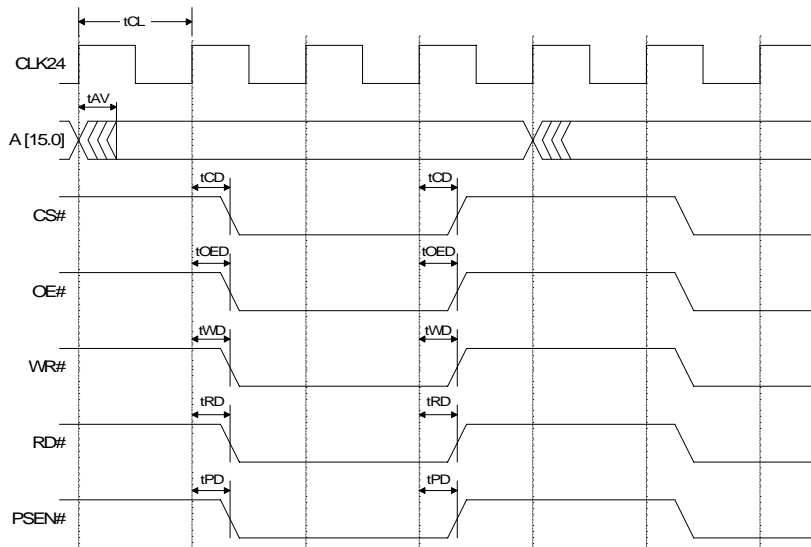 tCL
CLK24
tAV
A [15.0]
tCD tCD
CS#
tOED tOED
OE#
tWD tWD
WR#
tRD tRD
RD#
tPD tPD
PSEN#